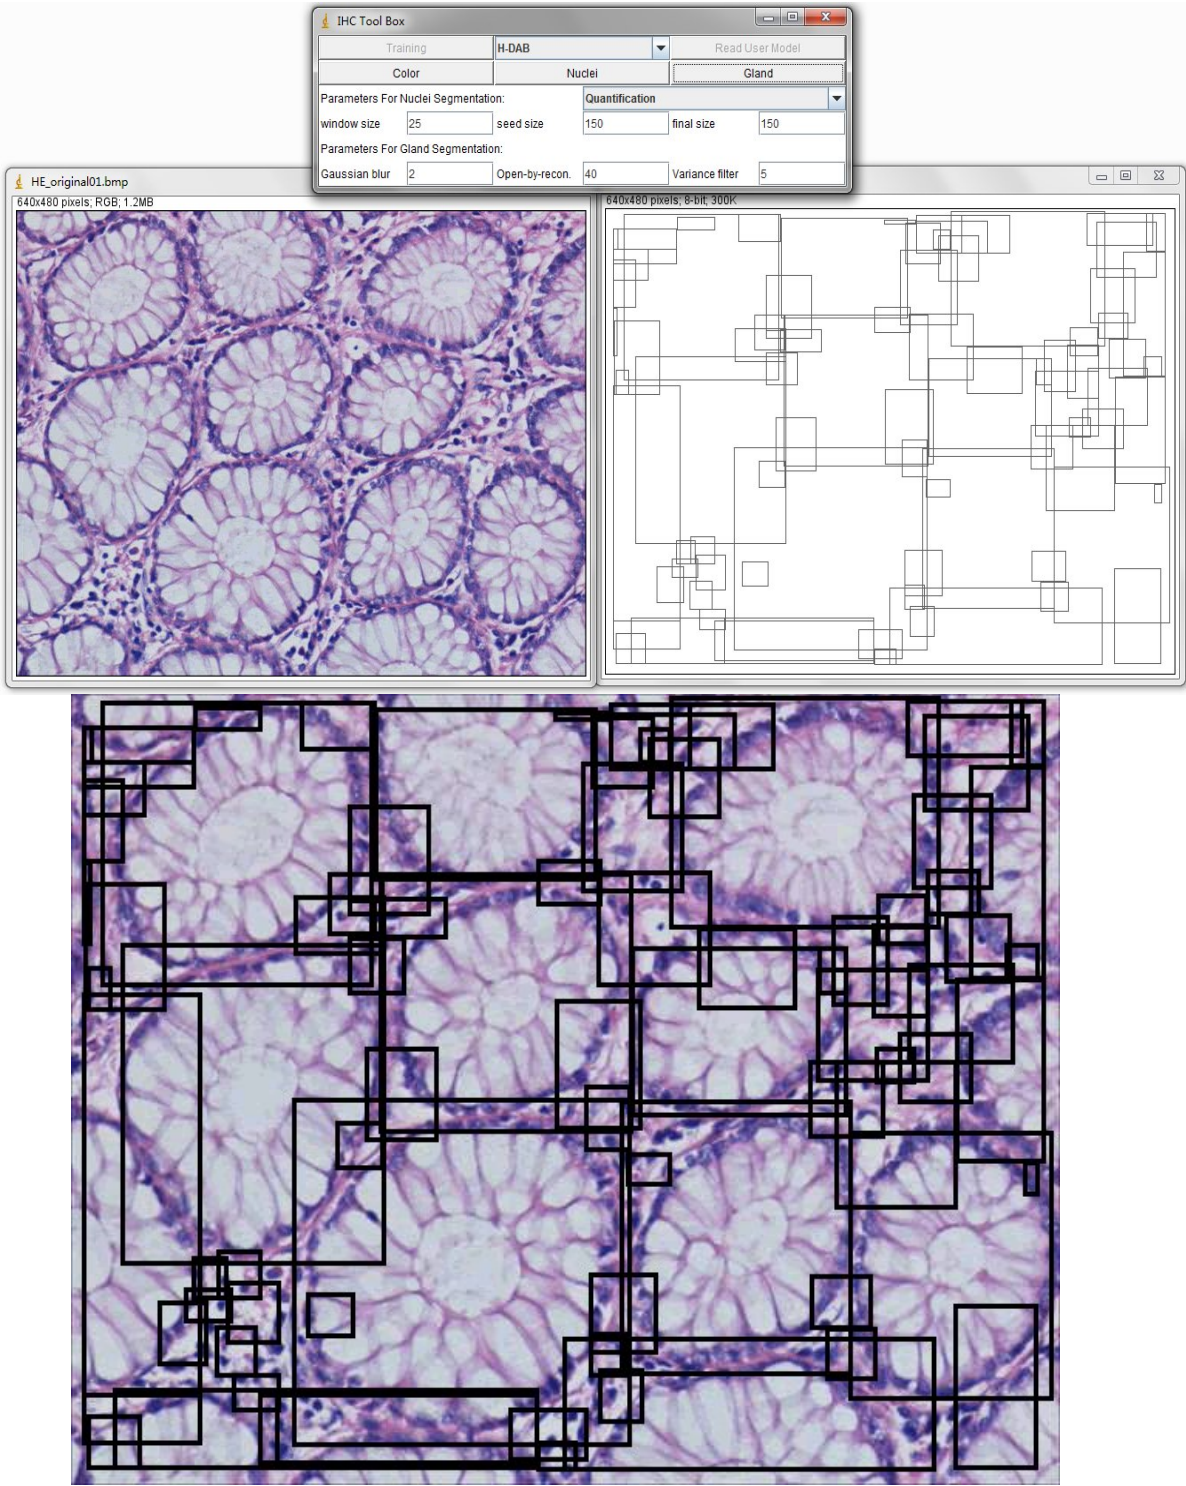 IHC Tool Box
Training H-DAB Read User Model
Color Nuclei Gland
Parameters For Nuclei Segmentation: Quantification
window size 25 seed size 150 final size 150
Parameters For Gland Segmentation:
Gaussian blur 2 Open-by-recon. 40 Variance filter 5
HE_original01.bmp
640x480 pixels; RGB; 1.2MB
640x480 pixels; 8-bit; 300K